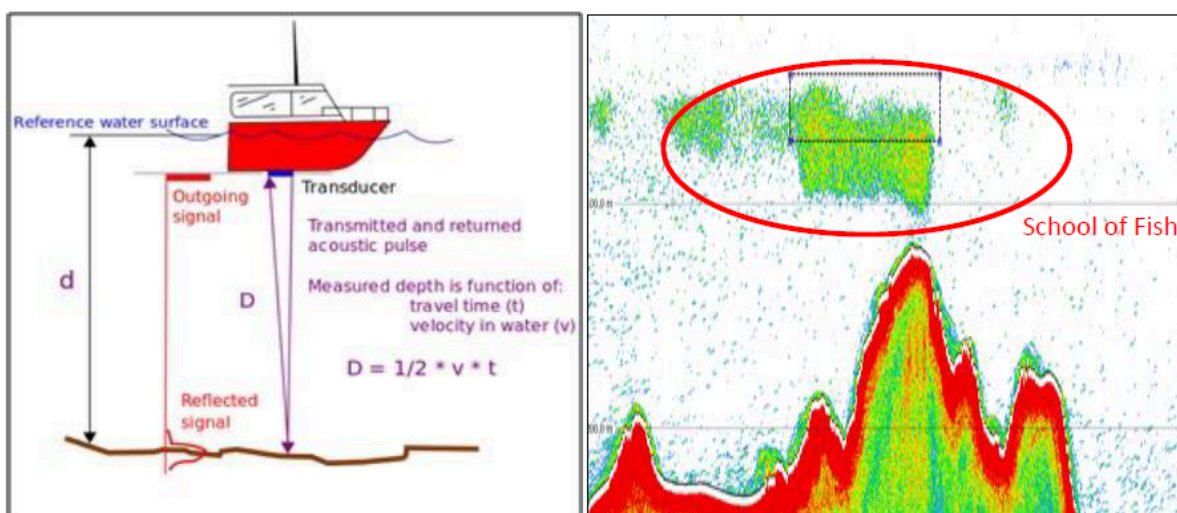 Reference water surface
Outgoing
signal
Transducer
Transmitted and returned
acoustic pulse
d
D
Measured depth is function of:
travel time (t)
velocity in water (v)
D = 1/2 * v * t
Reflected
signal
School of Fish